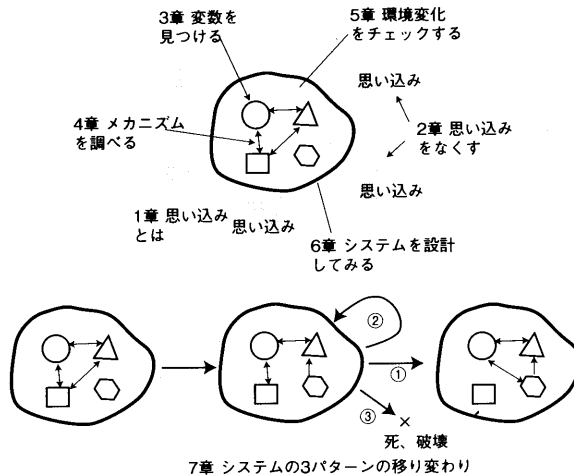 3章 変数を
見つける
5章 環境変化
をチェックする
思い込み
4章 メカニズム
を調べる
2章 思い込み
をなくす
思い込み
1章 思い込み
とは
思い込み
6章 システムを設計
してみる
②
①
③
×
死、破壊
7章 システムの3パターンの移り変わり